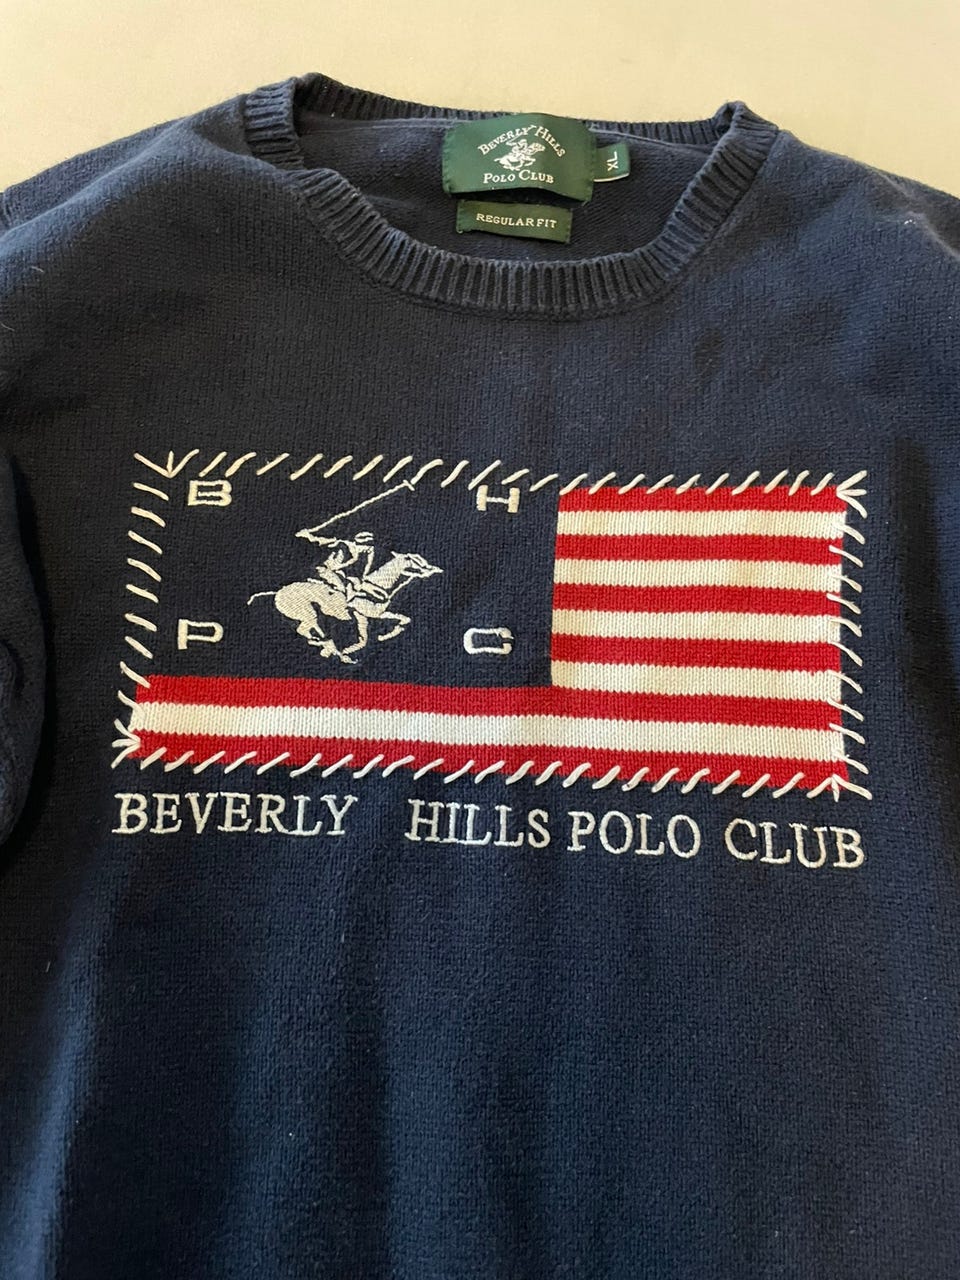 BEVERLY HILLS
POLO CLUB
XL
REGULAR FIT
B H
P C
BEVERLY HILLS POLO CLUB